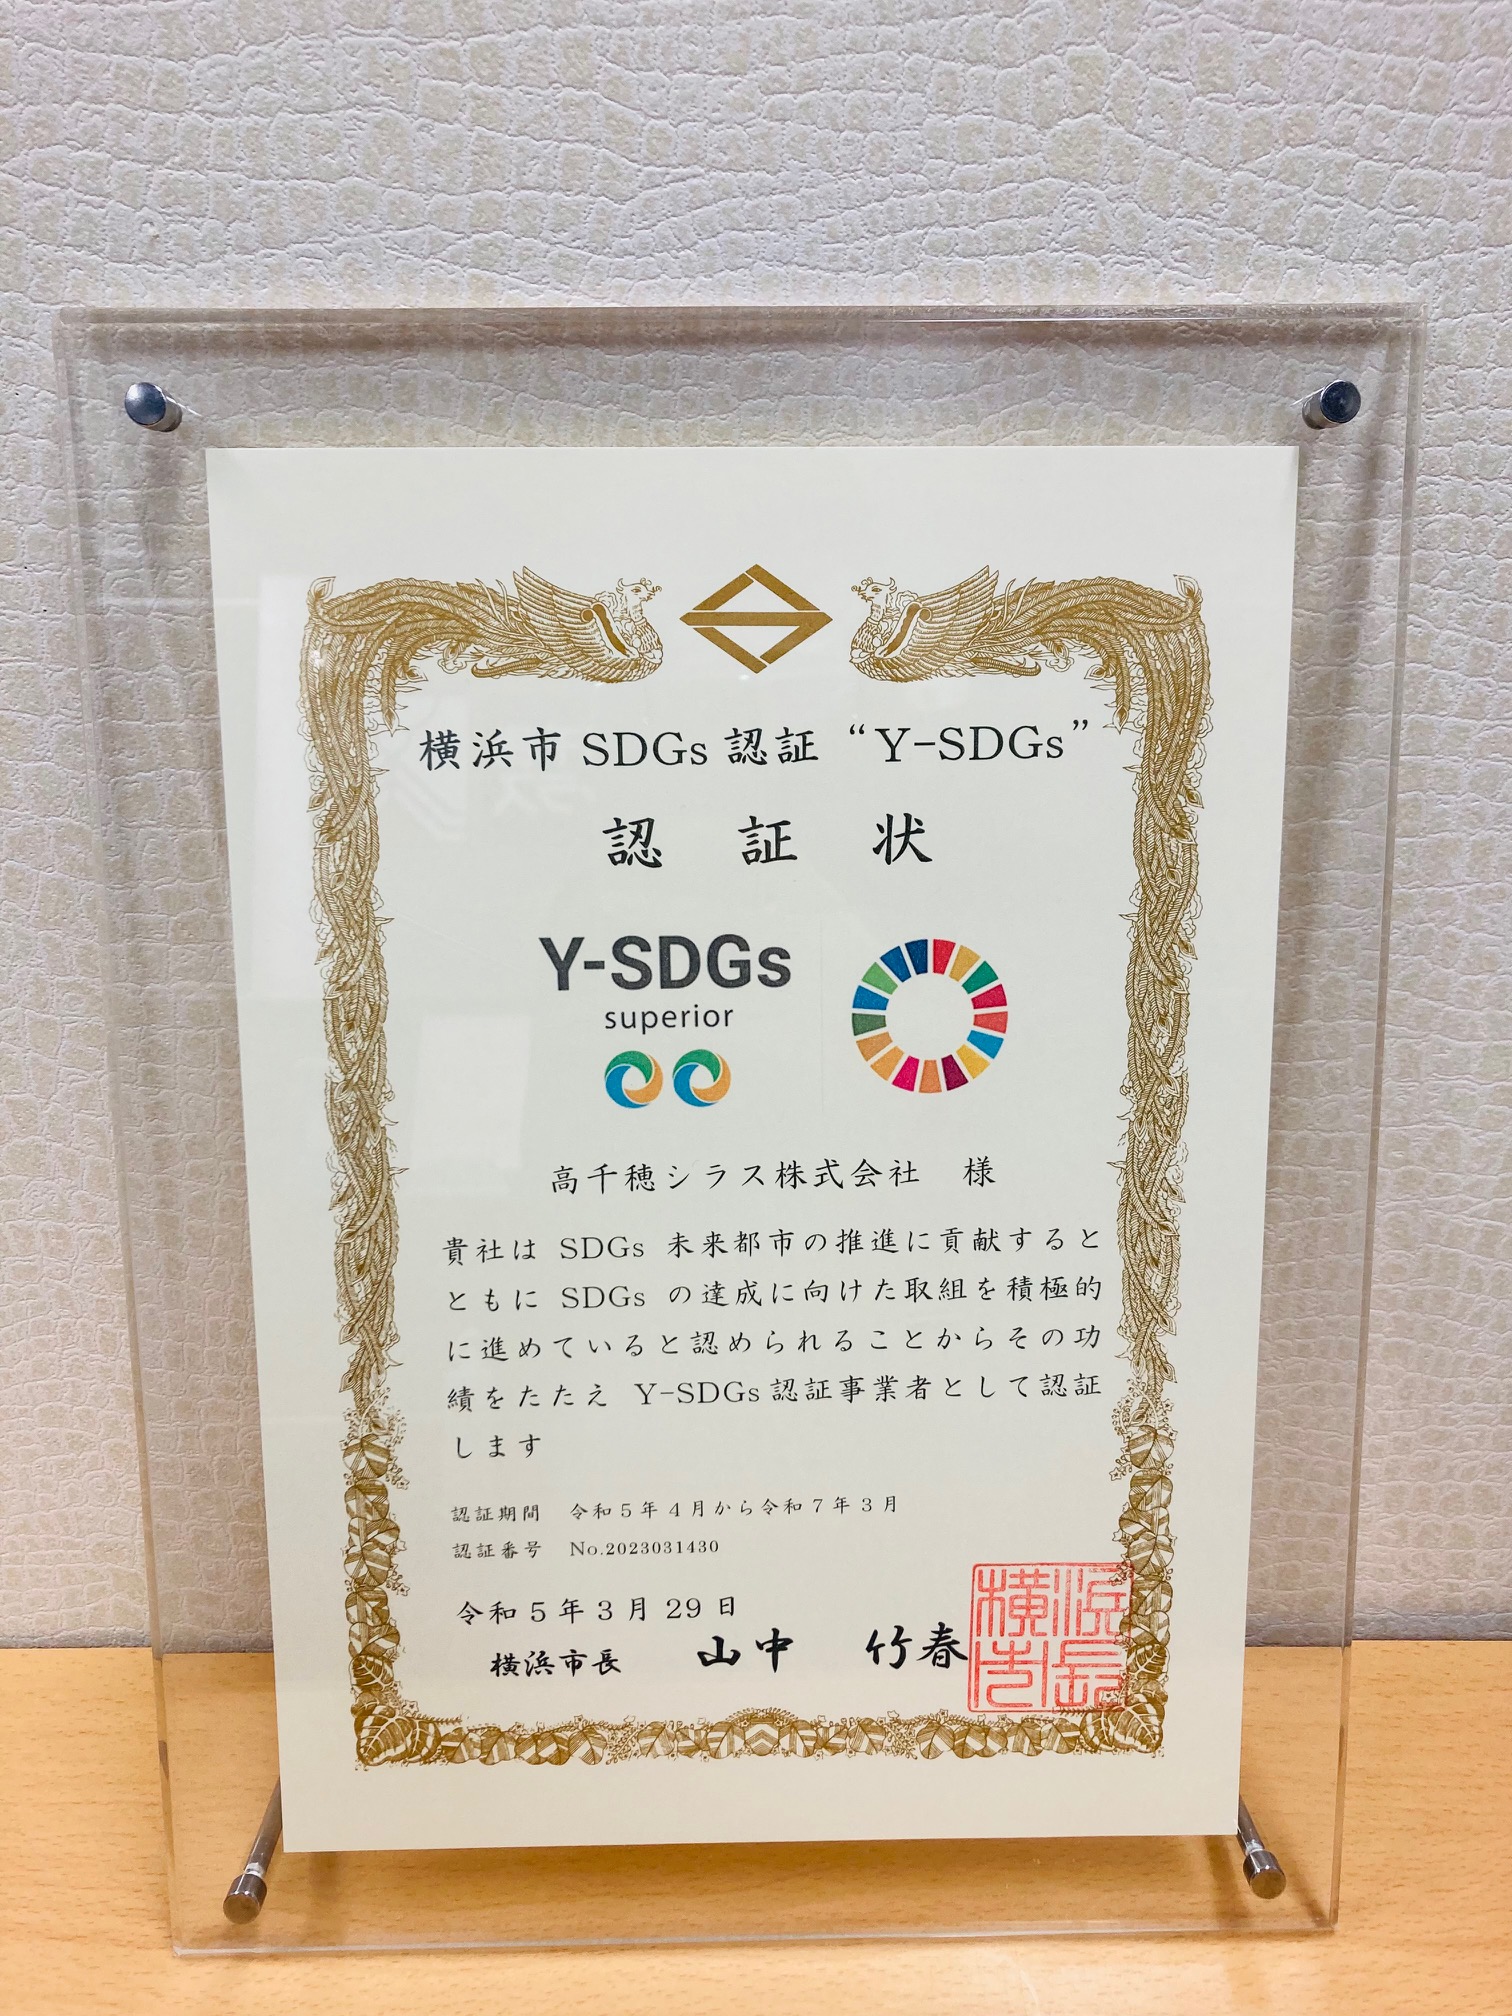 横浜市 SDGs 認証 “Y-SDGs”
認 証 状
Y-SDGs
superior
高千穂シラス株式会社 様
貴社は SDGs 未来都市の推進に貢献すると
ともに SDGs の達成に向けた取組を積極的
に進めていると認められることからその功
績をたたえ Y-SDGs 認証事業者として認証
します
認証期間 令和5年4月から令和7年3月
認証番号 No.2023031430
令和5年3月29日
横浜市長 山中 竹春
横浜市長